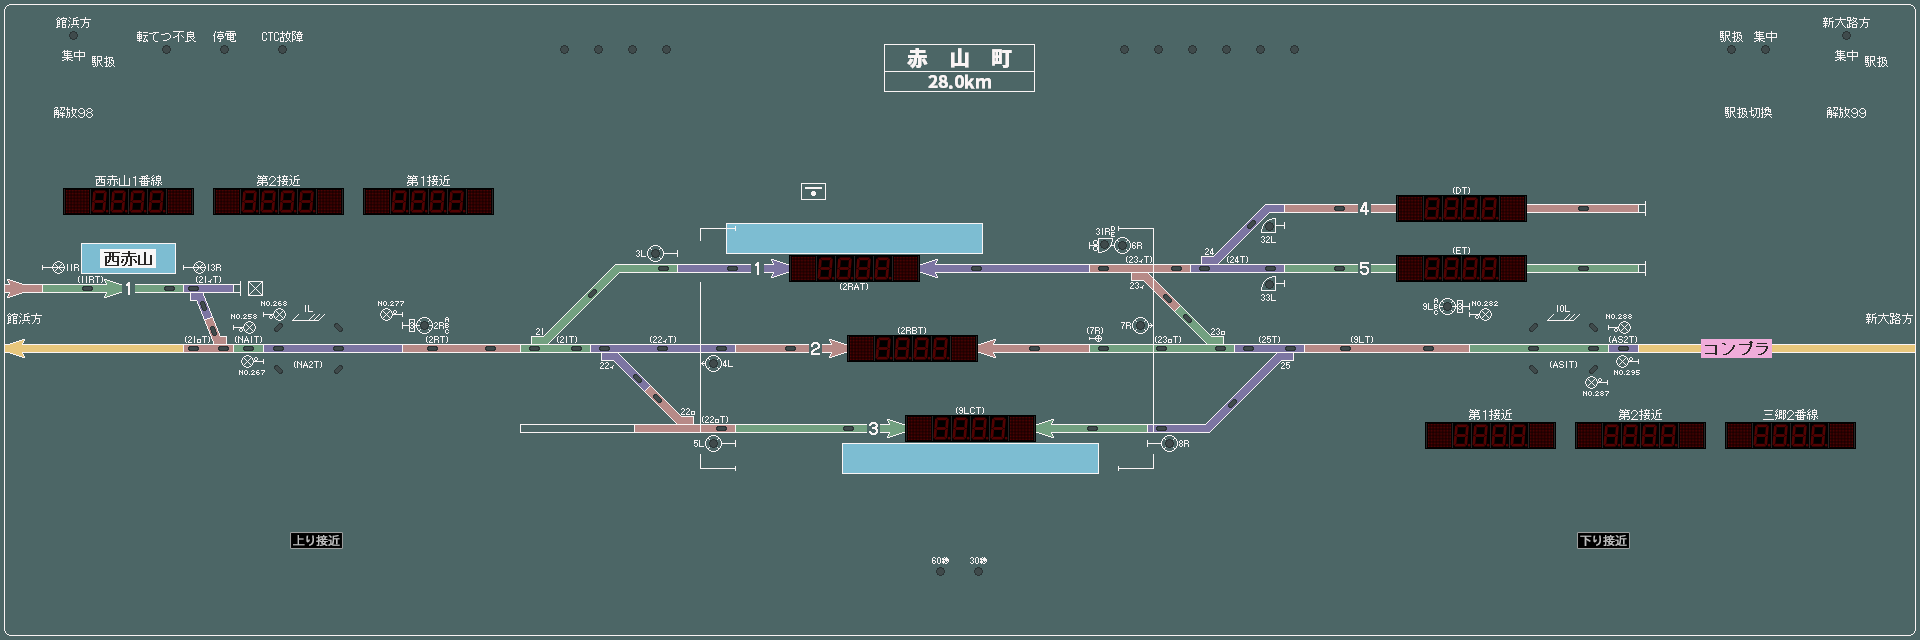 館浜方
転てつ不良 停電 CTC故障
集中 駅扱
解放98
赤 山 町
28.0km
新大路方
駅扱 集中
集中 駅扱
駅扱切換 解放99
西赤山1番線 第2接近 第1接近
(DT)
4
西赤山
11R
13R
(11RT)
1
(21ｲT)
館浜方
3L
1
(2RAT)
31R
6R
(23ｲT)
23ｲ
24
(24T)
32L
33L
(ET)
5
NO.258
NO.268
1L
NO.277
2R
(21ﾛT)
(NA1T)
NO.267
(NA2T)
(2RT)
21
(21T)
22ｲ
(22ｲT)
4L
2
(2RBT)
(7R)
7R
(23ﾛT)
23ﾛ
(25T)
25
(9LT)
9L
NO.282
10L
NO.288
(AS1T)
(AS2T)
NO.295
NO.287
コンプラ
新大路方
22ﾛ
(22ﾛT)
5L
3
(9LCT)
8R
第1接近 第2接近 三郷2番線
上り接近
下り接近
60秒 30秒